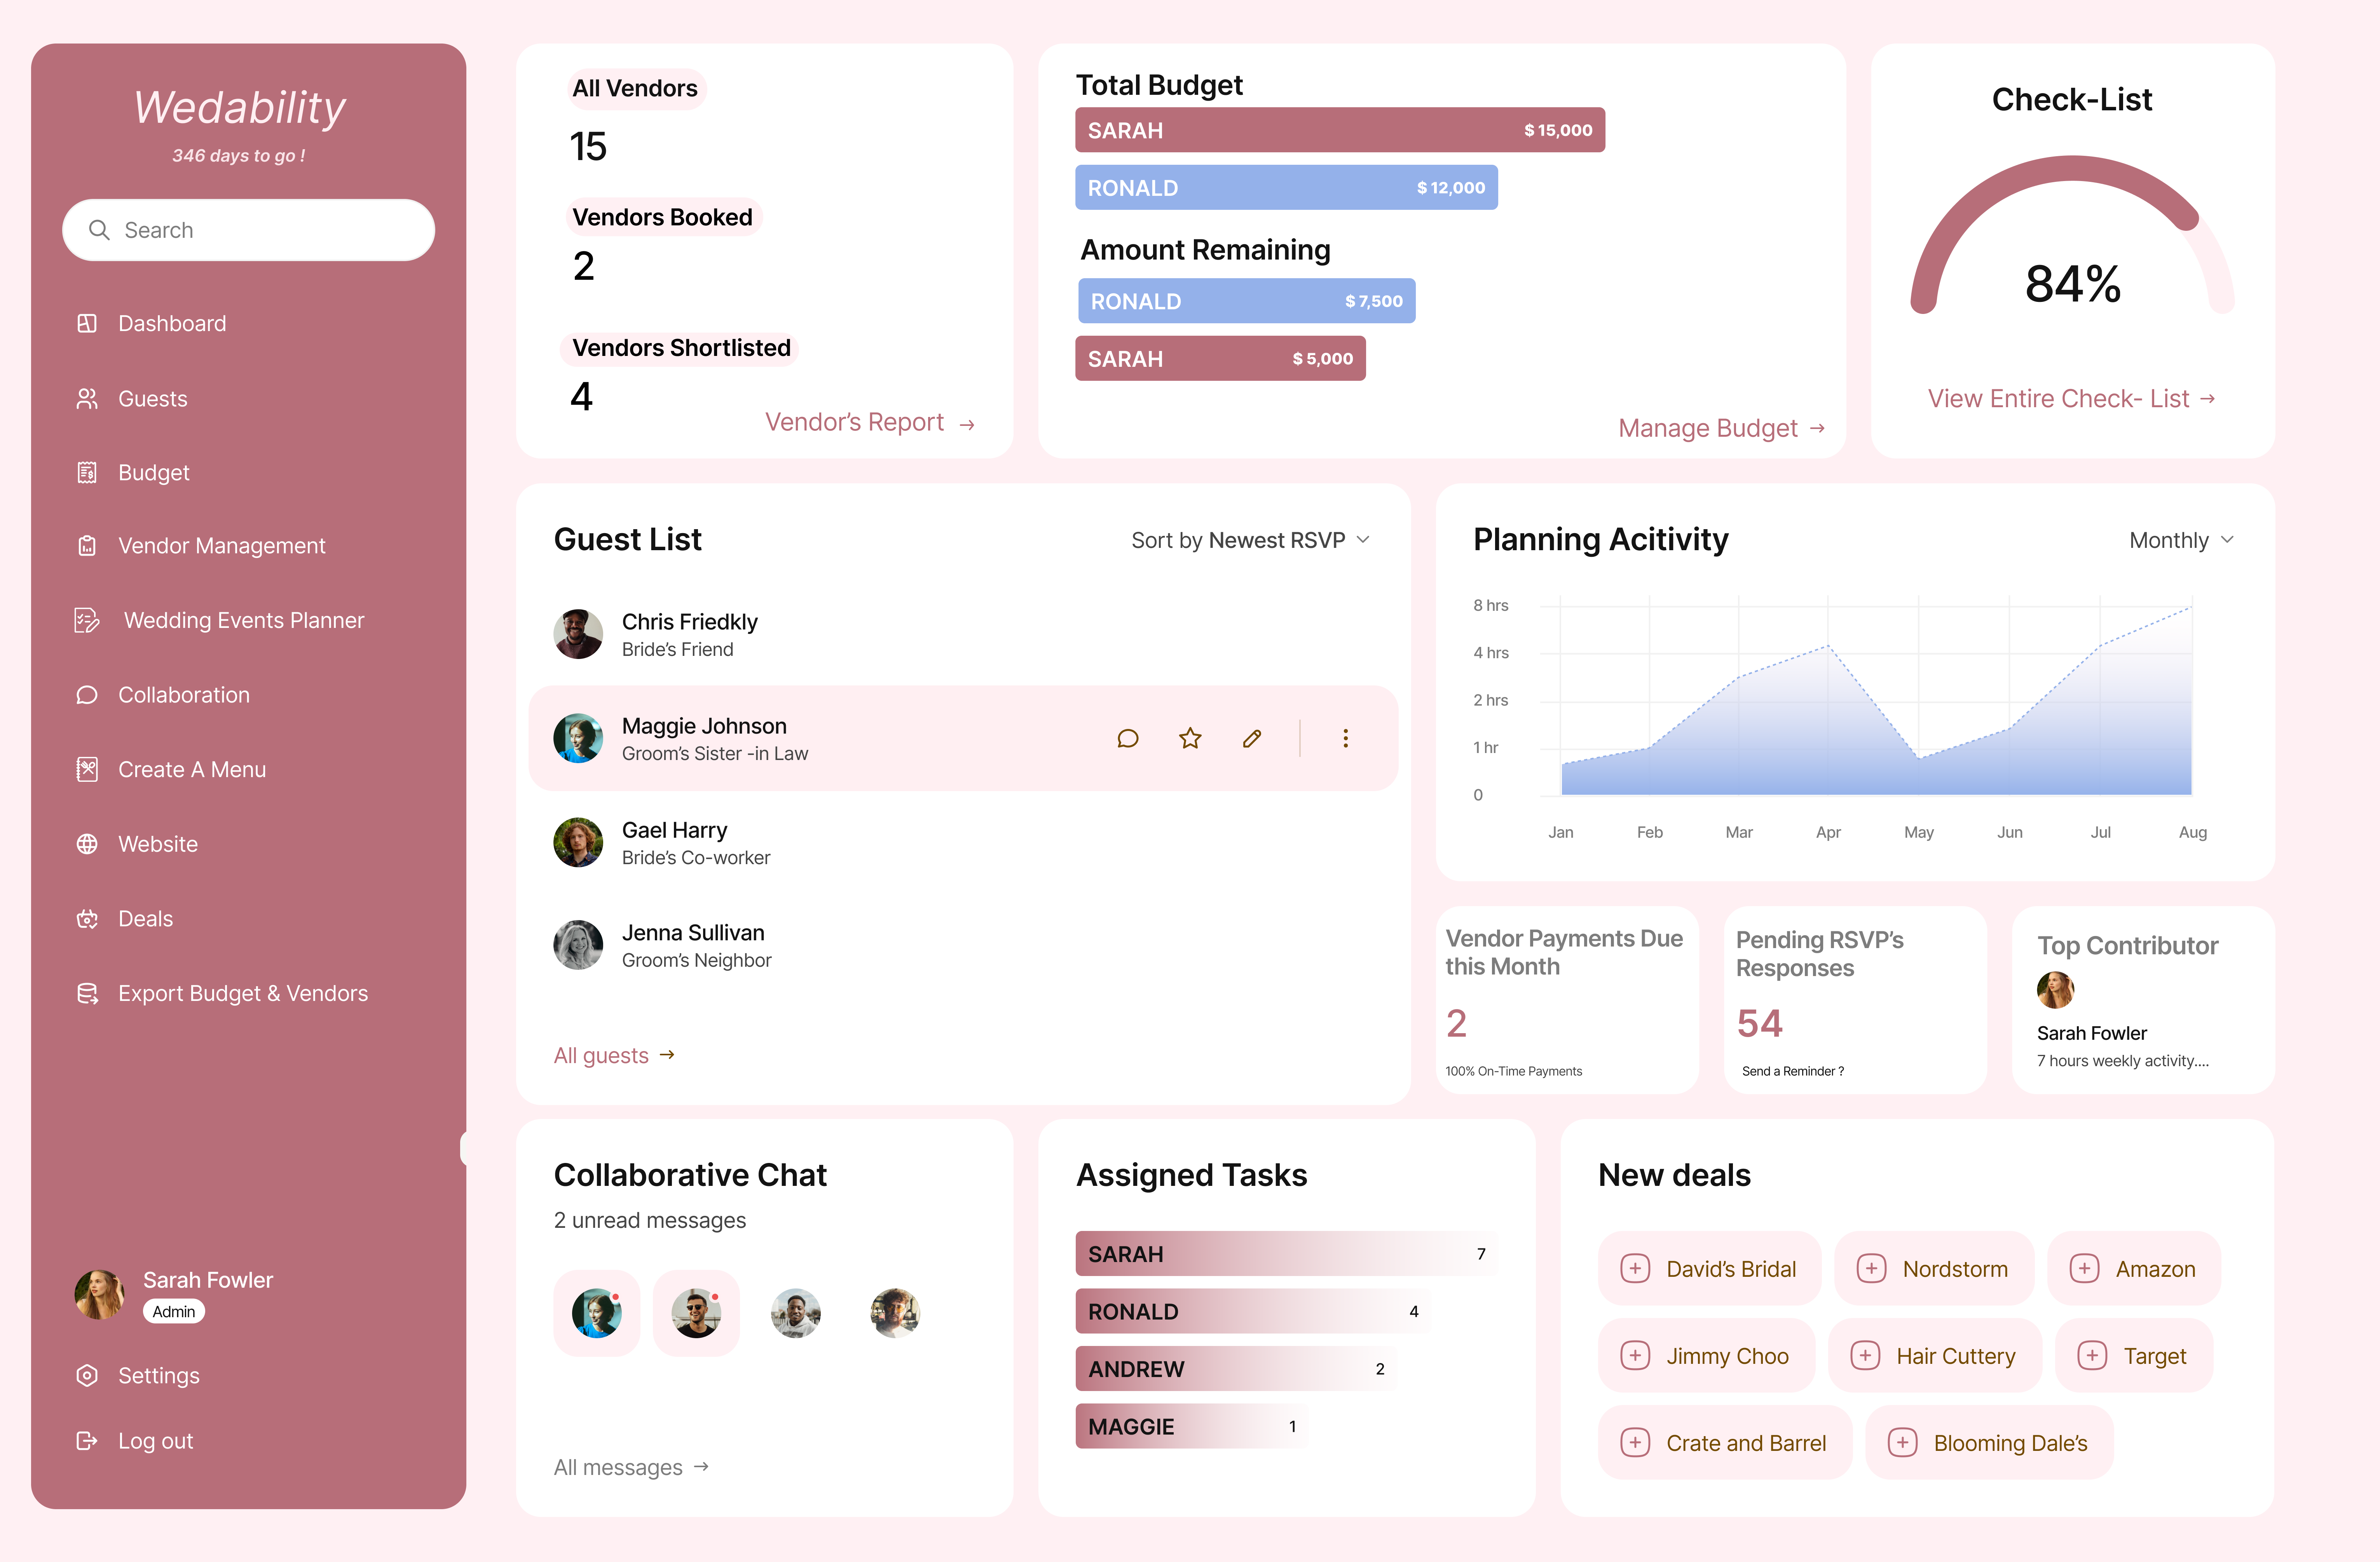 Wedability
346 days to go !
Search
Dashboard
Guests
Budget
Vendor Management
Wedding Events Planner
Collaboration
Create A Menu
Website
Deals
Export Budget & Vendors
Sarah Fowler
Admin
Settings
Log out
All Vendors
15
Vendors Booked
2
Vendors Shortlisted
4
Vendor’s Report →
Total Budget
SARAH $ 15,000
RONALD $ 12,000
Amount Remaining
RONALD $ 7,500
SARAH $ 5,000
Manage Budget →
Check-List
84%
View Entire Check- List →
Guest List
Sort by Newest RSVP
Chris Friedkly
Bride’s Friend
Maggie Johnson
Groom’s Sister -in Law
Gael Harry
Bride’s Co-worker
Jenna Sullivan
Groom’s Neighbor
All guests →
Planning Acitivity
Monthly
8 hrs
4 hrs
2 hrs
1 hr
0
Jan Feb Mar Apr May Jun Jul Aug
Vendor Payments Due
this Month
2
100% On-Time Payments
Pending RSVP’s
Responses
54
Send a Reminder ?
Top Contributor
Sarah Fowler
7 hours weekly activity....
Collaborative Chat
2 unread messages
All messages →
Assigned Tasks
SARAH 7
RONALD 4
ANDREW 2
MAGGIE 1
New deals
David’s Bridal
Nordstorm
Amazon
Jimmy Choo
Hair Cuttery
Target
Crate and Barrel
Blooming Dale’s